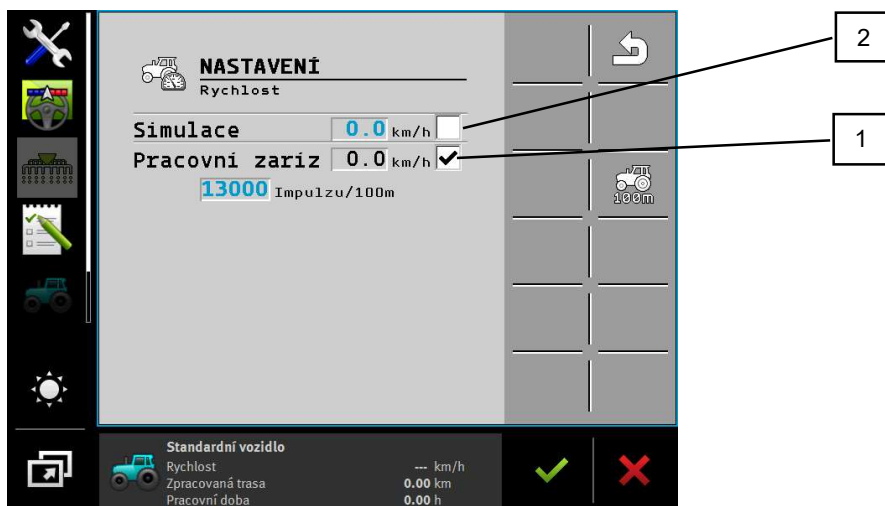 NASTAVENÍ
Rychlost
Simulace 0.0 km/h
Pracovni zariz 0.0 km/h
13000 Impulzu/100m
100m
2
1
Standardní vozidlo
Rychlost --- km/h
Zpracovaná trasa 0.00 km
Pracovní doba 0.00 h